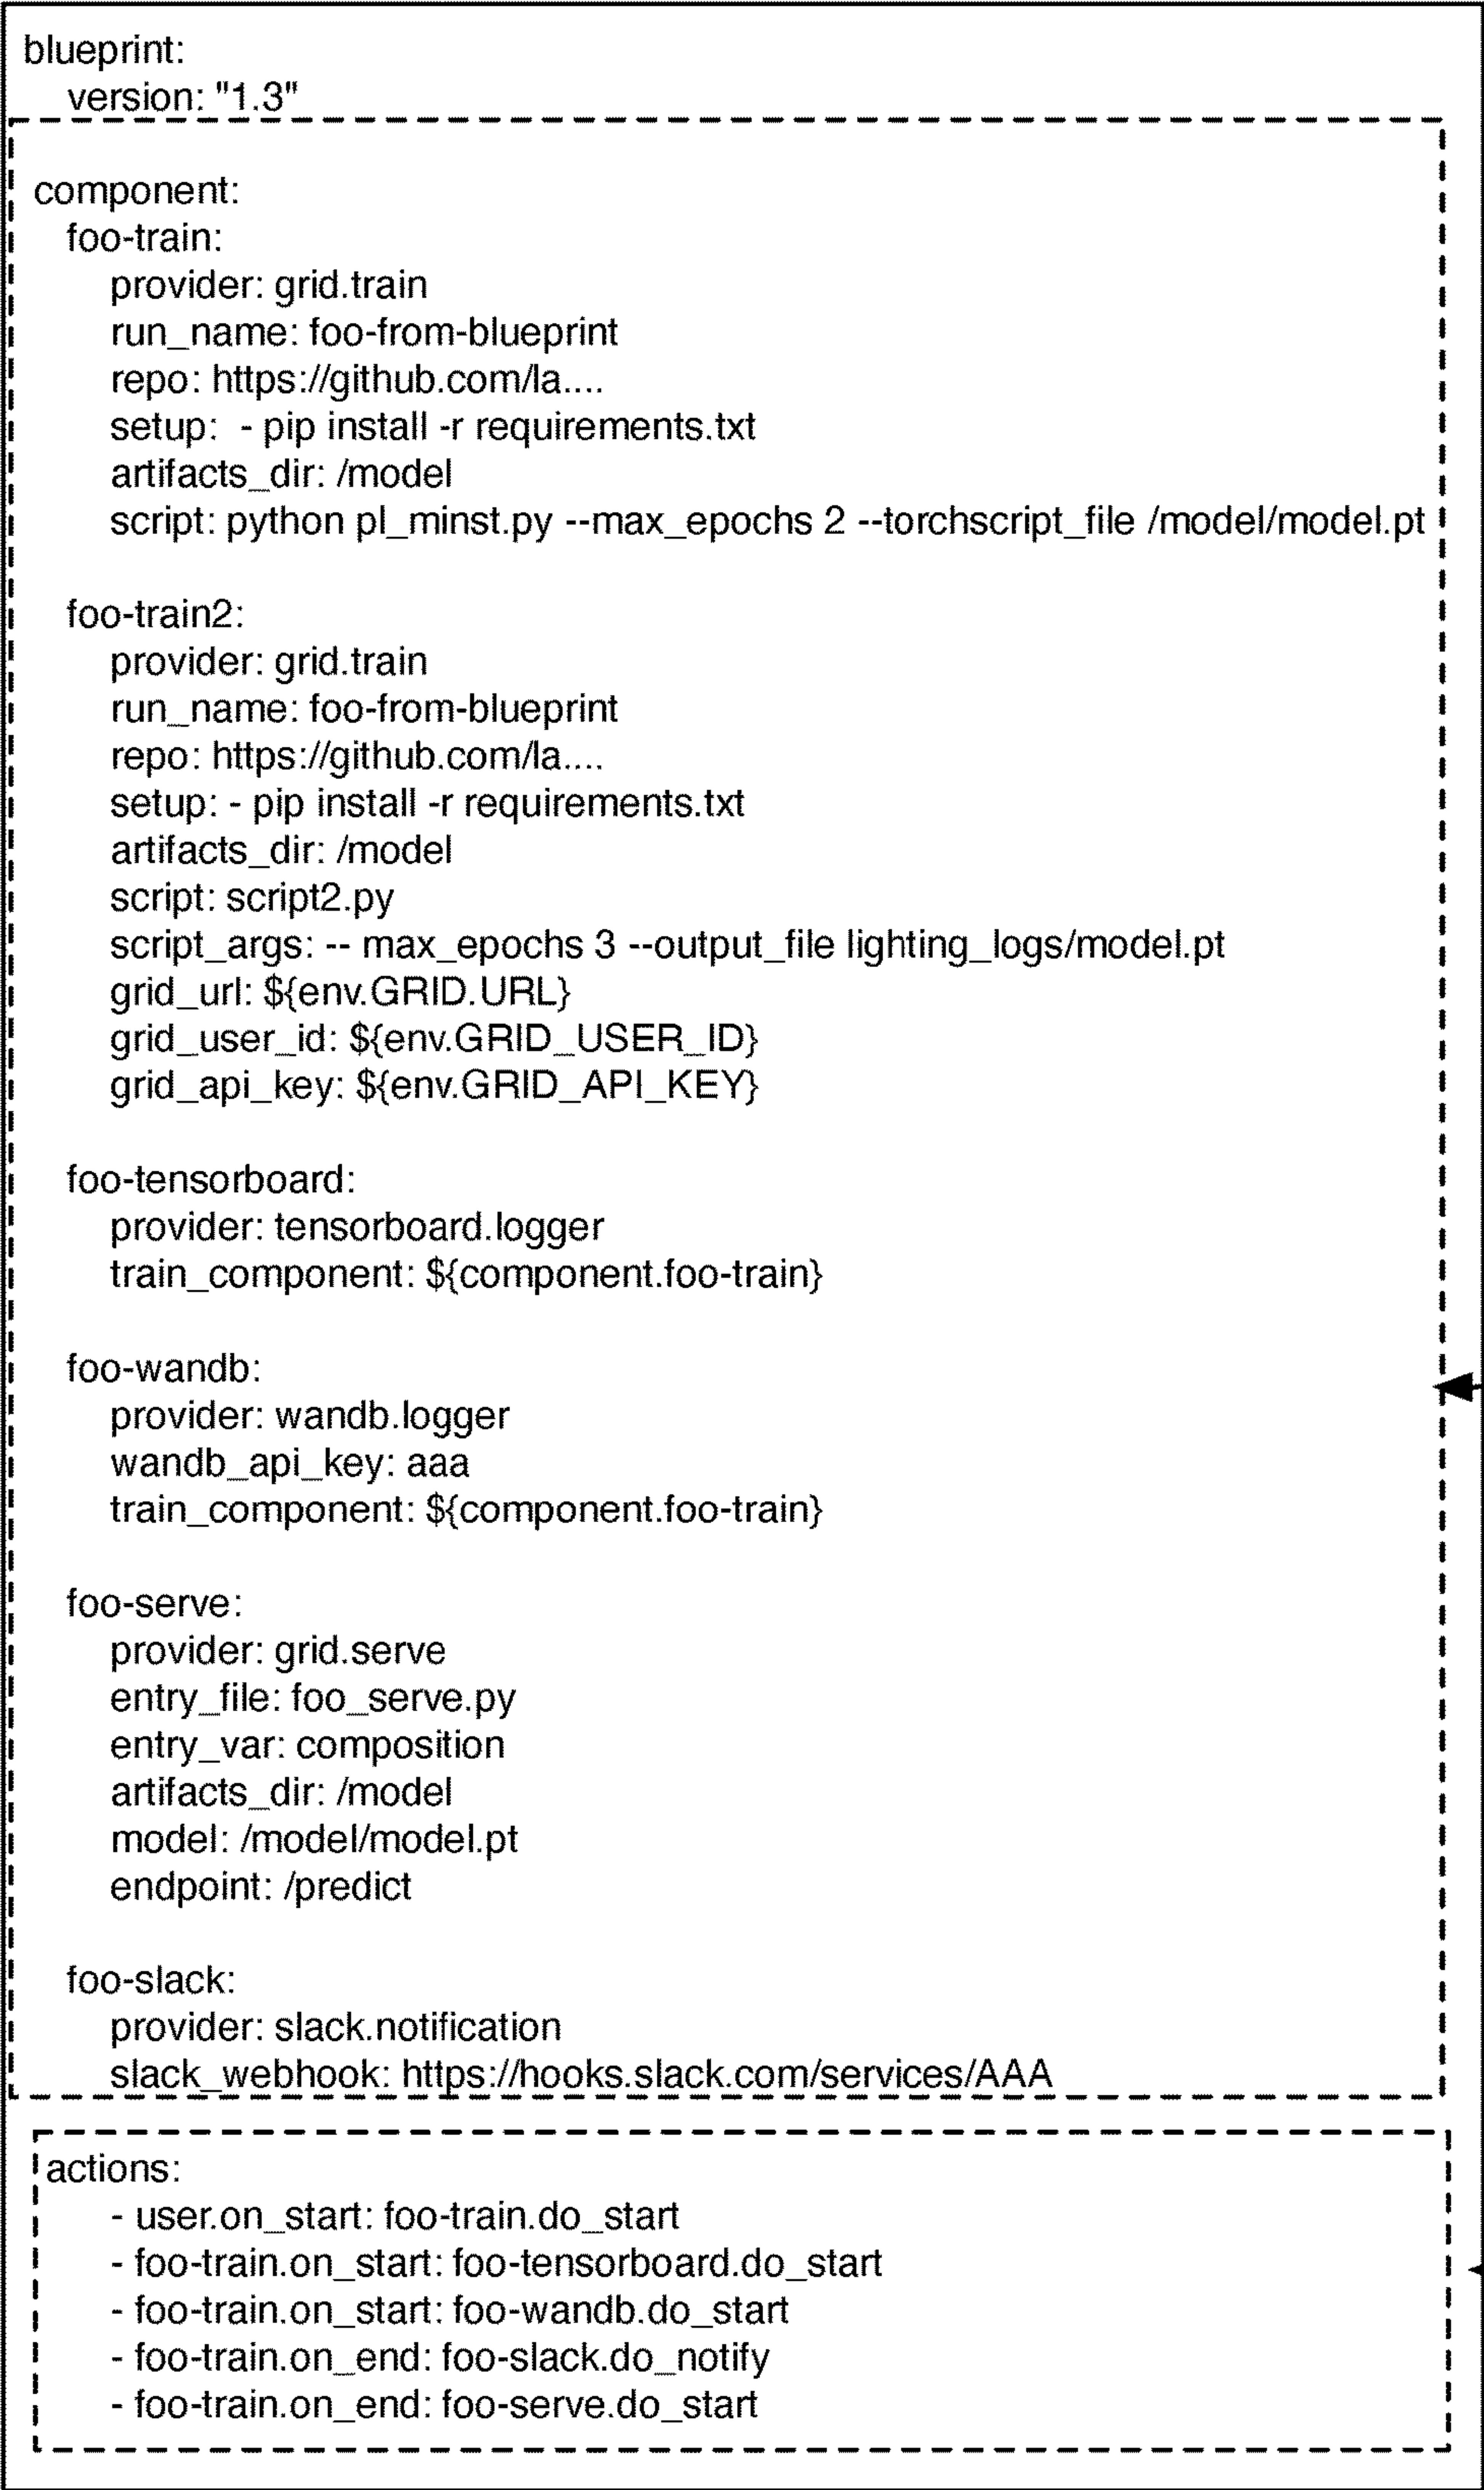 blueprint:
version: "1.3"
component:
foo-train:
provider: grid.train
run_name: foo-from-blueprint
repo: https://github.com/la....
setup:  - pip install -r requirements.txt
artifacts_dir: /model
script: python pl_minst.py --max_epochs 2 --torchscript_file /model/model.pt
foo-train2:
provider: grid.train
run_name: foo-from-blueprint
repo: https://github.com/la....
setup: - pip install -r requirements.txt
artifacts_dir: /model
script: script2.py
script_args: -- max_epochs 3 --output_file lighting_logs/model.pt
grid_url: ${env.GRID.URL}
grid_user_id: ${env.GRID_USER_ID}
grid_api_key: ${env.GRID_API_KEY}
foo-tensorboard:
provider: tensorboard.logger
train_component: ${component.foo-train}
foo-wandb:
provider: wandb.logger
wandb_api_key: aaa
train_component: ${component.foo-train}
foo-serve:
provider: grid.serve
entry_file: foo_serve.py
entry_var: composition
artifacts_dir: /model
model: /model/model.pt
endpoint: /predict
foo-slack:
provider: slack.notification
slack_webhook: https://hooks.slack.com/services/AAA
actions:
- user.on_start: foo-train.do_start
- foo-train.on_start: foo-tensorboard.do_start
- foo-train.on_start: foo-wandb.do_start
- foo-train.on_end: foo-slack.do_notify
- foo-train.on_end: foo-serve.do_start